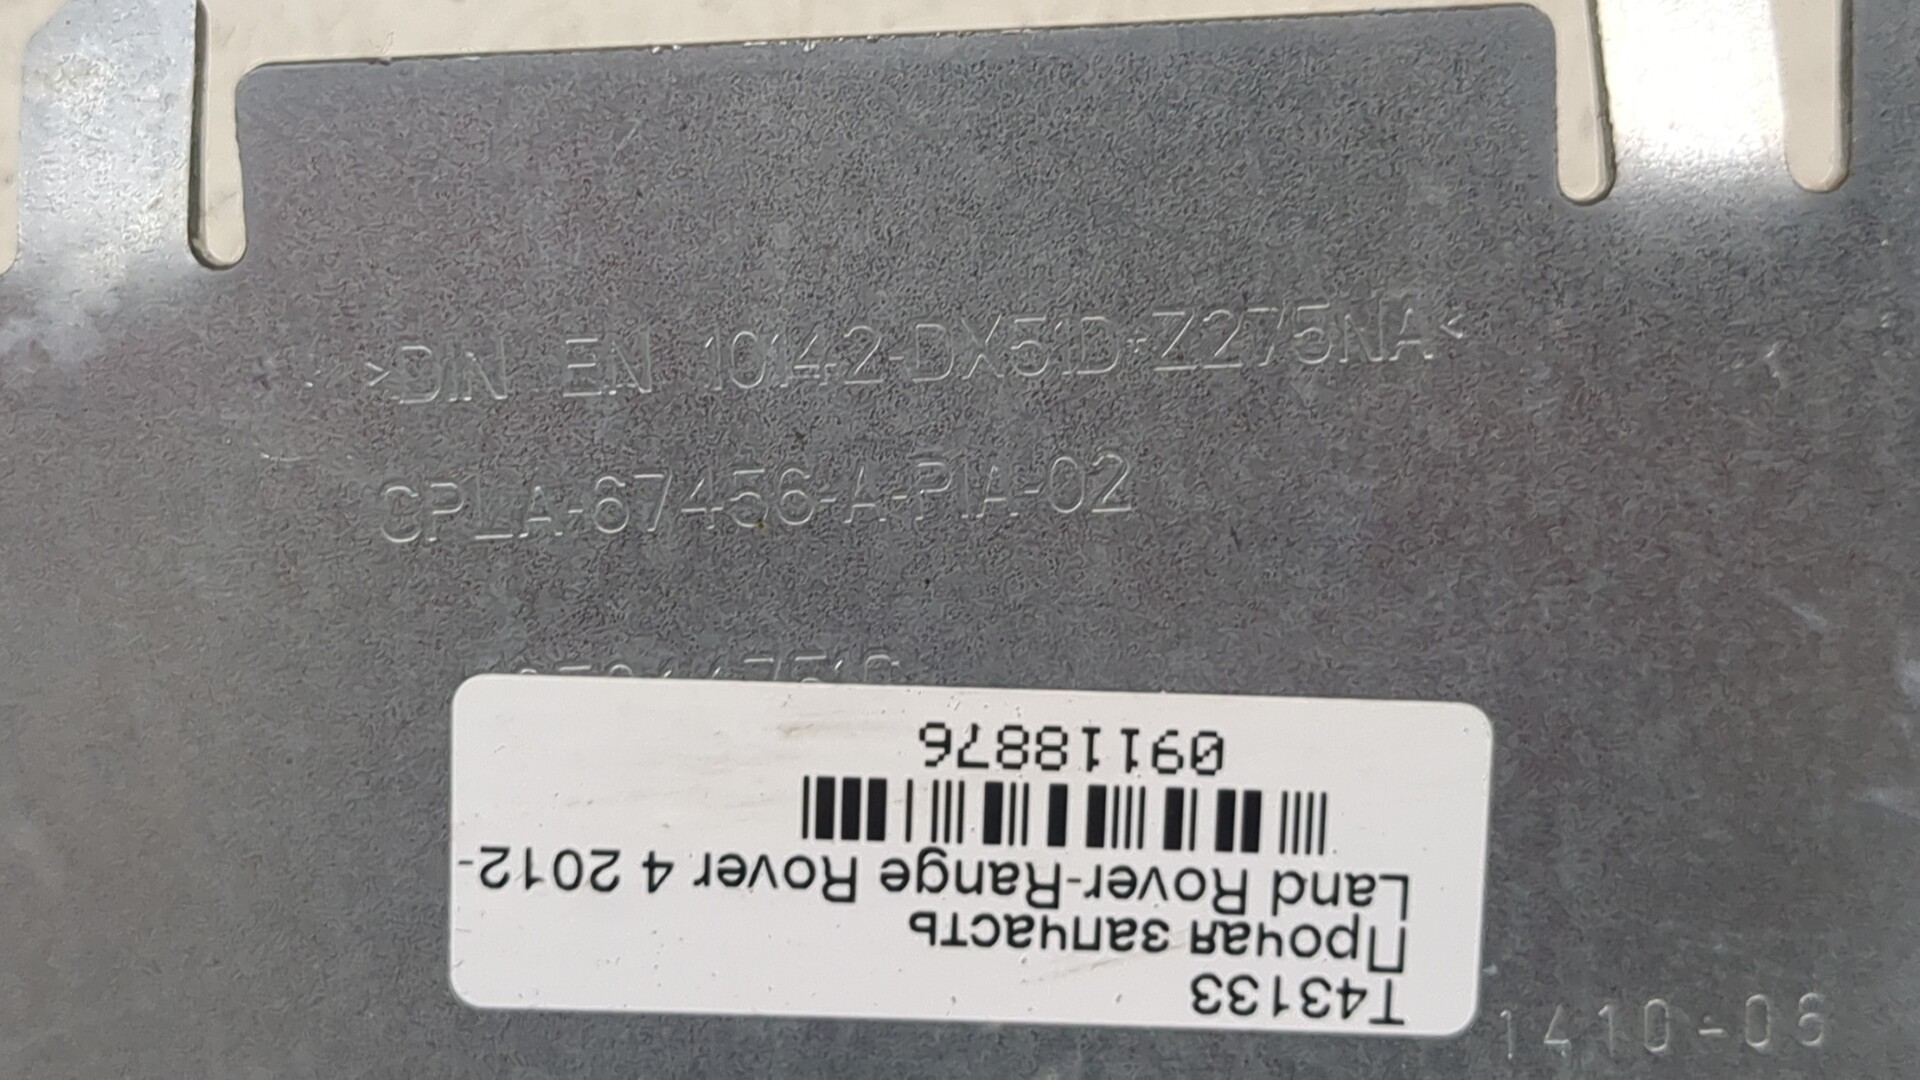 >DIN EN 10142-DX51D+Z275NA<
CPLA-67456-A-PIA-02
T43133
Прочая запчасть
Land Rover-Range Rover 4 2012-
09118876
1410-06